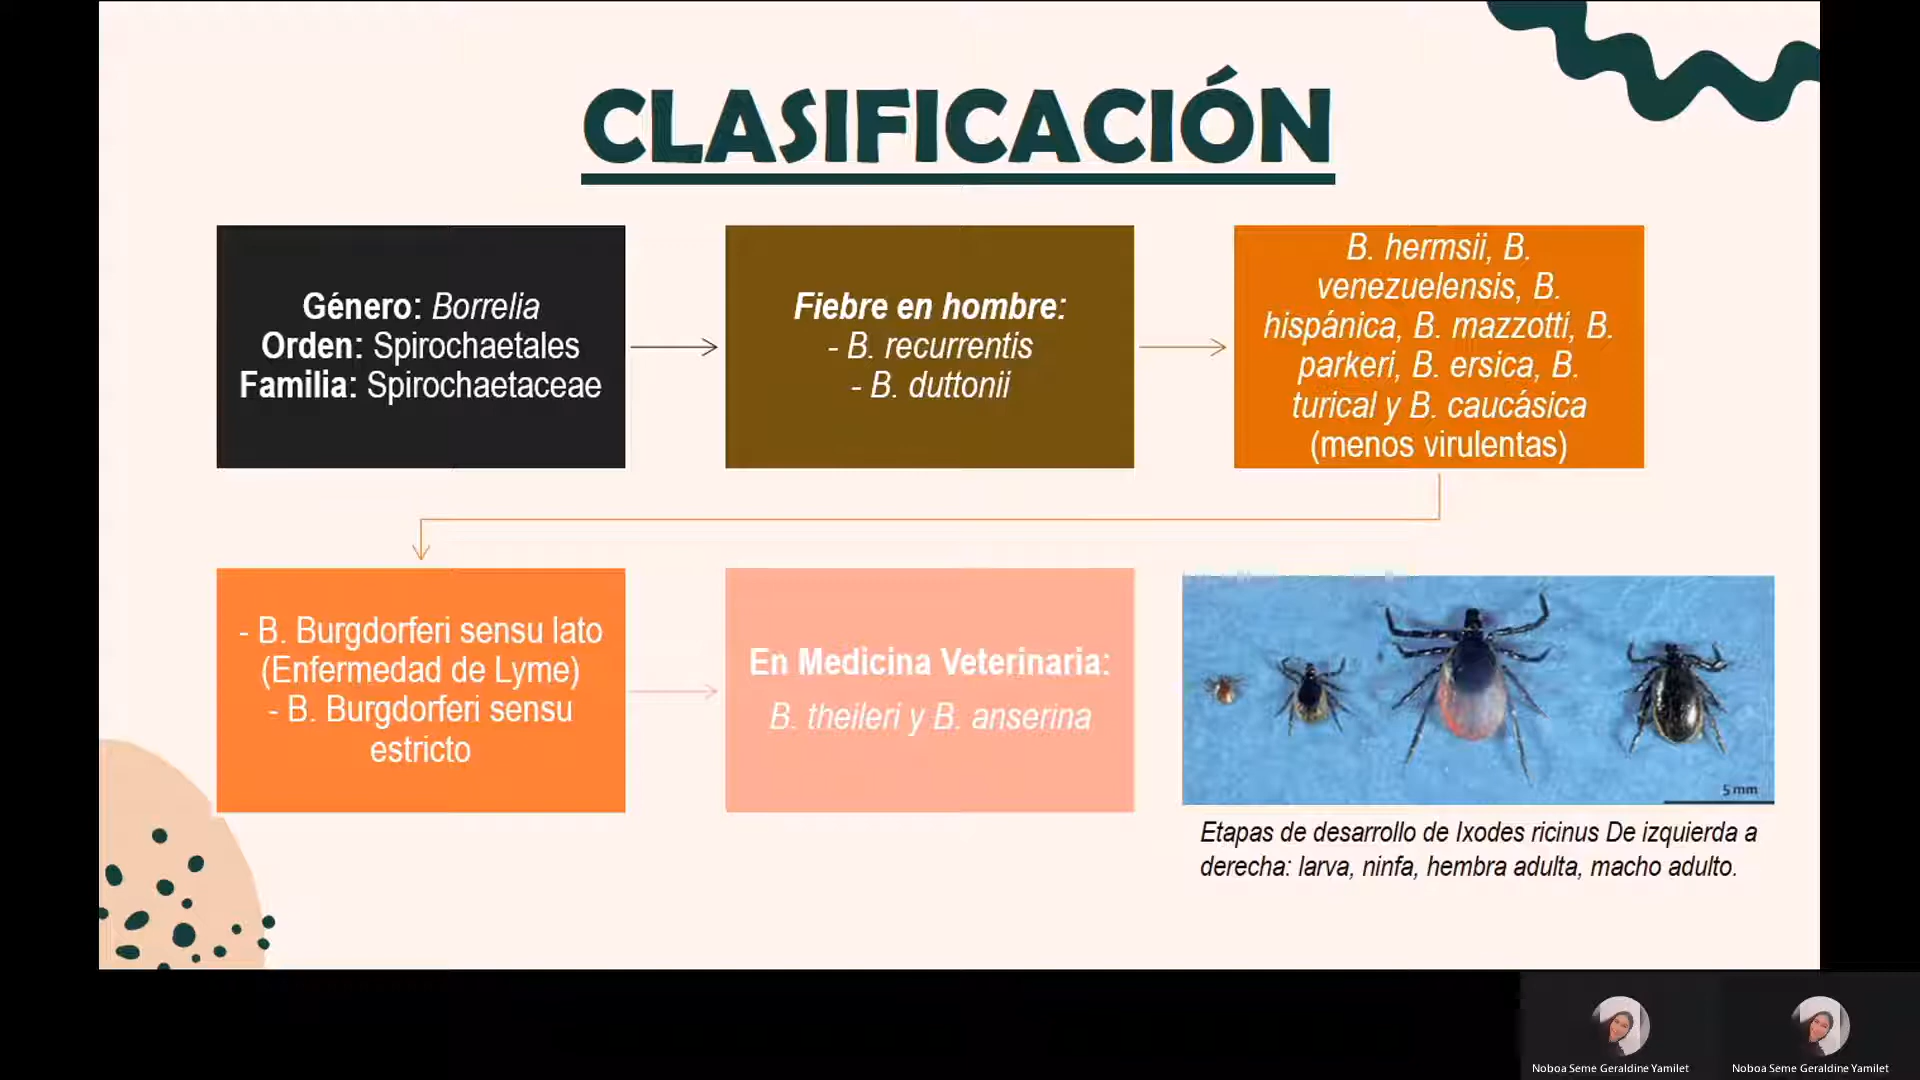 CLASIFICACIÓN
Género: Borrelia
Orden: Spirochaetales
Familia: Spirochaetaceae
Fiebre en hombre:
- B. recurrentis
- B. duttonii
B. hermsii, B.
venezuelensis, B.
hispánica, B. mazzotti, B.
parkeri, B. ersica, B.
turical y B. caucásica
(menos virulentas)
- B. Burgdorferi sensu lato
(Enfermedad de Lyme)
- B. Burgdorferi sensu
estricto
En Medicina Veterinaria:
B. theileri y B. anserina
5 mm
Etapas de desarrollo de Ixodes ricinus De izquierda a
derecha: larva, ninfa, hembra adulta, macho adulto.
Noboa Seme Geraldine Yamilet
Noboa Seme Geraldine Yamilet